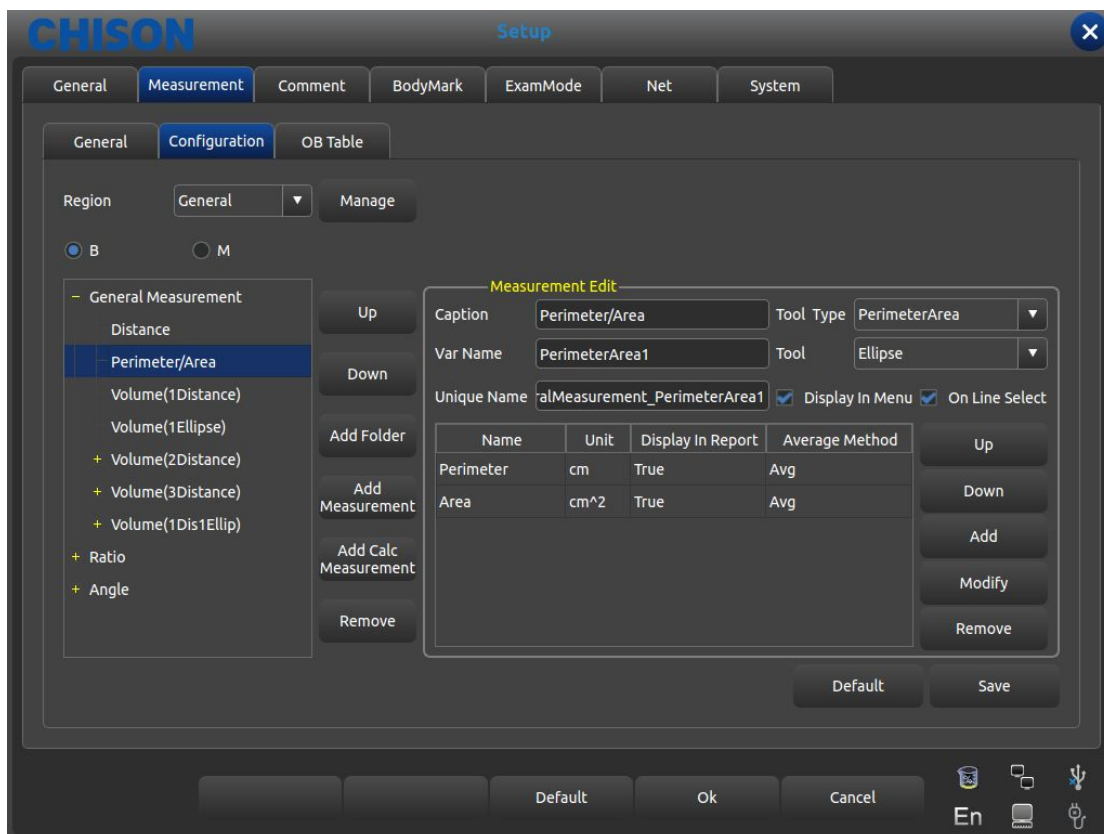 CHISON
Setup
General Measurement Comment BodyMark ExamMode Net System
General Configuration OB Table
Region General Manage
B M
− General Measurement
Distance
Perimeter/Area
Volume(1Distance)
Volume(1Ellipse)
+ Volume(2Distance)
+ Volume(3Distance)
+ Volume(1Dis1Ellip)
+ Ratio
+ Angle
Up
Down
Add Folder
Add
Measurement
Add Calc
Measurement
Remove
Measurement Edit
Caption Perimeter/Area Tool Type PerimeterArea
Var Name PerimeterArea1 Tool Ellipse
Unique Name alMeasurement_PerimeterArea1 Display In Menu On Line Select
Name Unit Display In Report Average Method
Perimeter cm True Avg
Area cm^2 True Avg
Up
Down
Add
Modify
Remove
Default Save
Default Ok Cancel
En